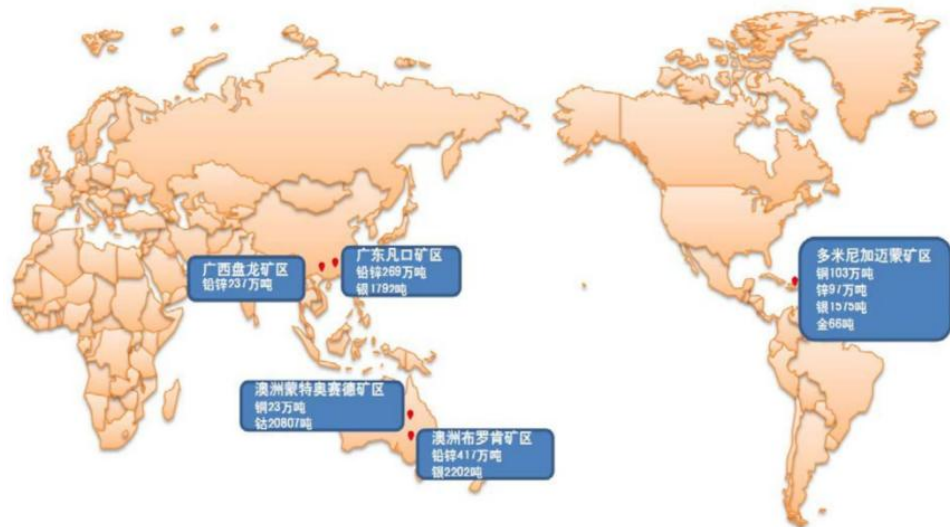 广西盘龙矿区
铅锌237万吨
广东凡口矿区
铅锌269万吨
银1792吨
多米尼加迈蒙矿区
铜103万吨
锌97万吨
银1575吨
金66吨
澳洲蒙特奥赛德矿区
铜23万吨
钴20807吨
澳洲布罗肯矿区
铅锌417万吨
银2202吨